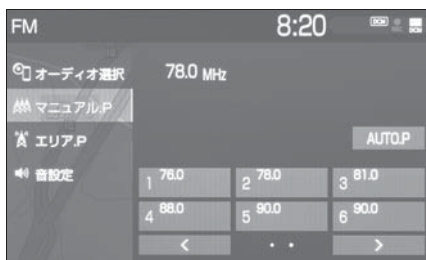 FM
8:20
DCM
DCM
オーディオ選択
78.0 MHz
マニュアル.P
エリア.P
AUTO.P
音設定
1 76.0
2 78.0
3 81.0
4 88.0
5 90.0
6 90.0